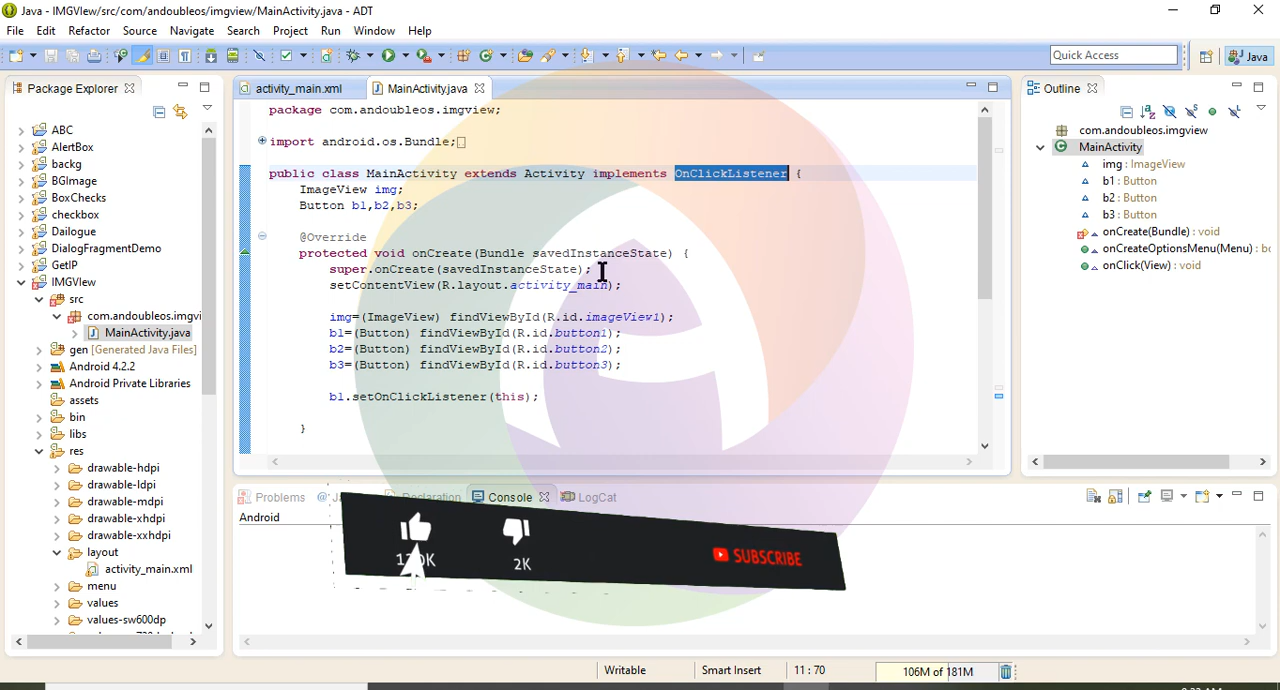 Java - IMGVIew/src/com/andoubleos/imgview/MainActivity.java - ADT
File Edit Refactor Source Navigate Search Project Run Window Help
Quick Access
Java
Package Explorer
activity_main.xml
MainActivity.java
Outline
ABC
AlertBox
backg
BGImage
BoxChecks
checkbox
Dailogue
DialogFragmentDemo
GetIP
IMGVIew
src
com.andoubleos.imgvi
MainActivity.java
gen [Generated Java Files]
Android 4.2.2
Android Private Libraries
assets
bin
libs
res
drawable-hdpi
drawable-ldpi
drawable-mdpi
drawable-xhdpi
drawable-xxhdpi
layout
activity_main.xml
menu
values
values-sw600dp
package com.andoubleos.imgview;
import android.os.Bundle;
public class MainActivity extends Activity implements OnClickListener {
ImageView img;
Button b1,b2,b3;
@Override
protected void onCreate(Bundle savedInstanceState) {
super.onCreate(savedInstanceState);
setContentView(R.layout.activity_main);
img=(ImageView) findViewById(R.id.imageView1);
b1=(Button) findViewById(R.id.button1);
b2=(Button) findViewById(R.id.button2);
b3=(Button) findViewById(R.id.button3);
b1.setOnClickListener(this);
}
com.andoubleos.imgview
MainActivity
img : ImageView
b1 : Button
b2 : Button
b3 : Button
onCreate(Bundle) : void
onCreateOptionsMenu(Menu) : bo
onClick(View) : void
Problems @ Declaration Console LogCat
Android
2K
SUBSCRIBE
Writable
Smart Insert
11 : 70
106M of 181M